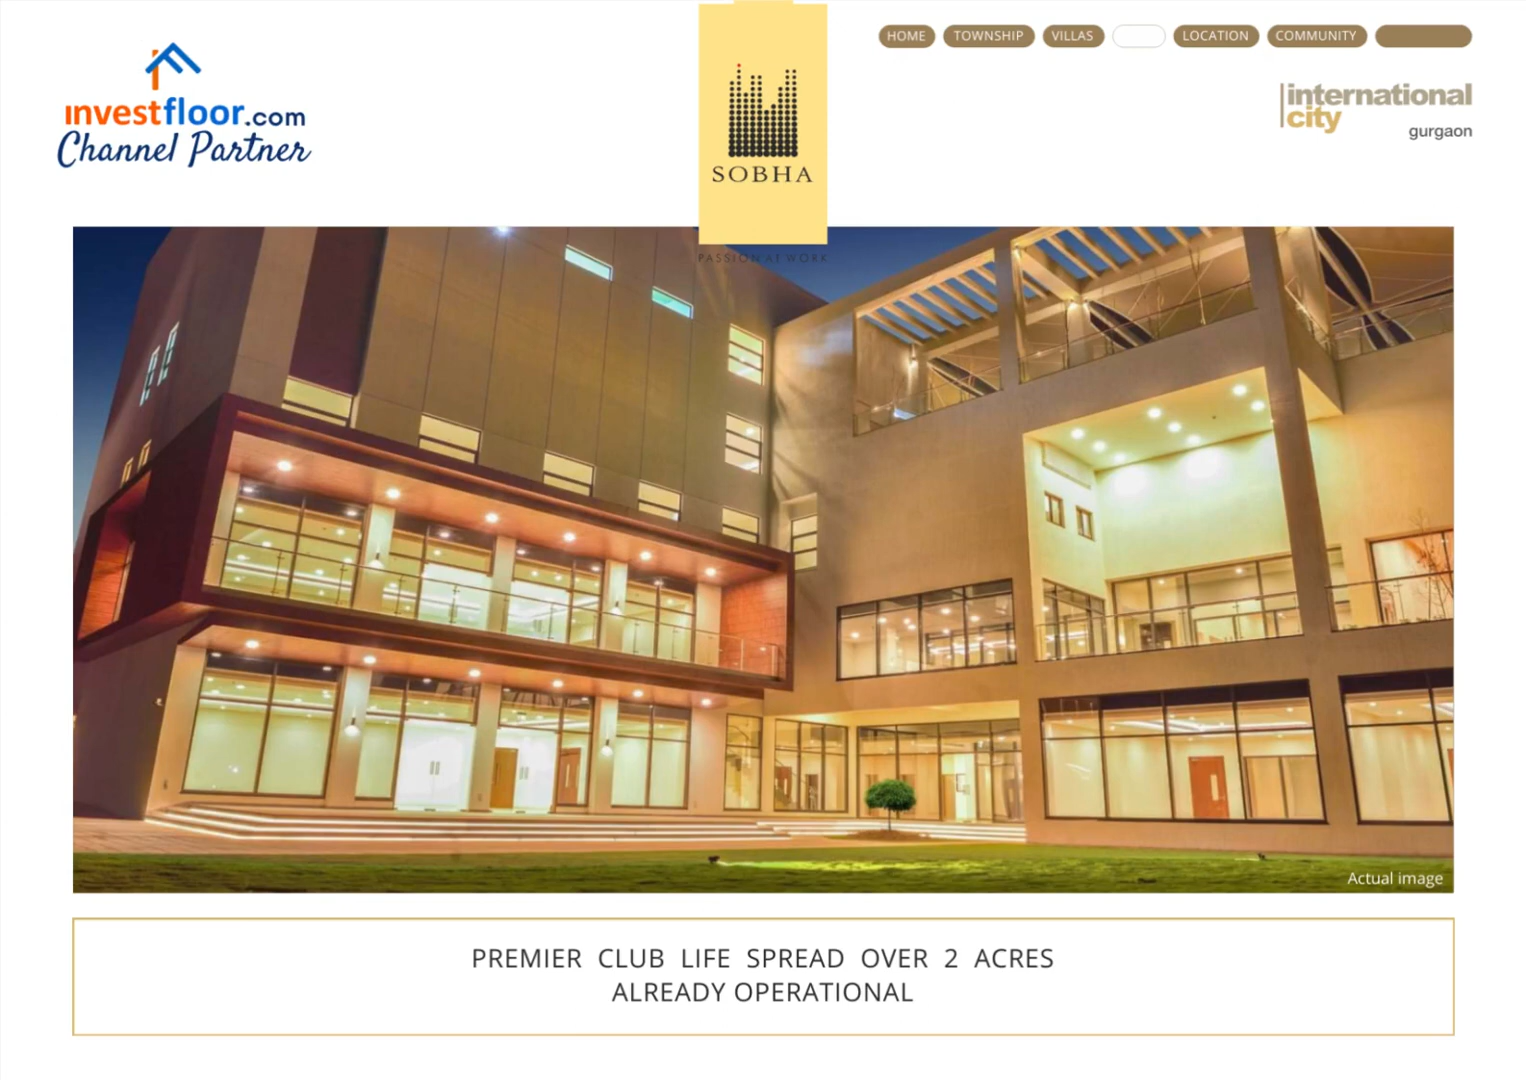 HOME
TOWNSHIP
VILLAS
LOCATION
COMMUNITY
investfloor.com
Channel Partner
SOBHA
PASSION AT WORK
international
city
gurgaon
Actual image
PREMIER CLUB LIFE SPREAD OVER 2 ACRES
ALREADY OPERATIONAL